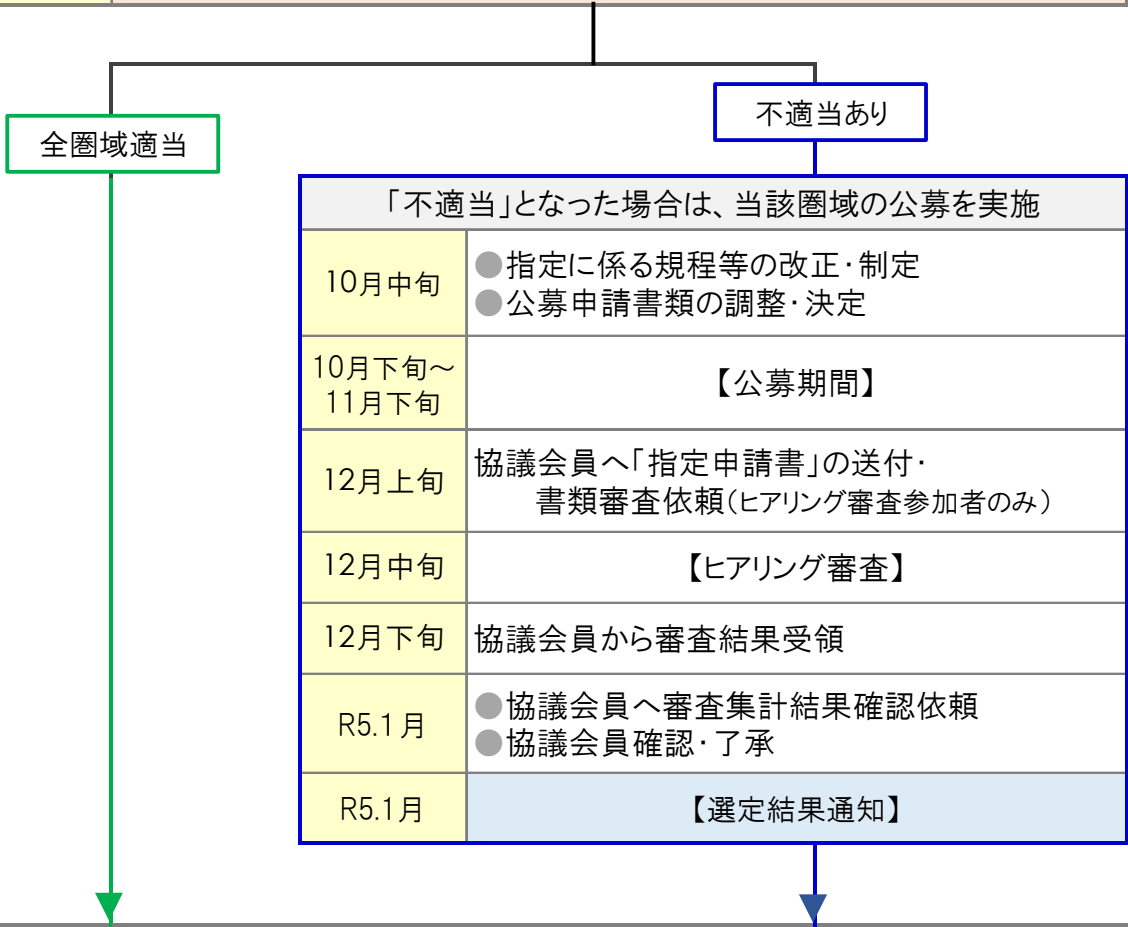 全圏域適当
不適当あり
「不適当」となった場合は、当該圏域の公募を実施
10月中旬
●指定に係る規程等の改正・制定
●公募申請書類の調整・決定
10月下旬～
11月下旬
【公募期間】
12月上旬
協議会員へ「指定申請書」の送付・
書類審査依頼（ヒアリング審査参加者のみ）
12月中旬
【ヒアリング審査】
12月下旬
協議会員から審査結果受領
R5.1月
●協議会員へ審査集計結果確認依頼
●協議会員確認・了承
R5.1月
【選定結果通知】